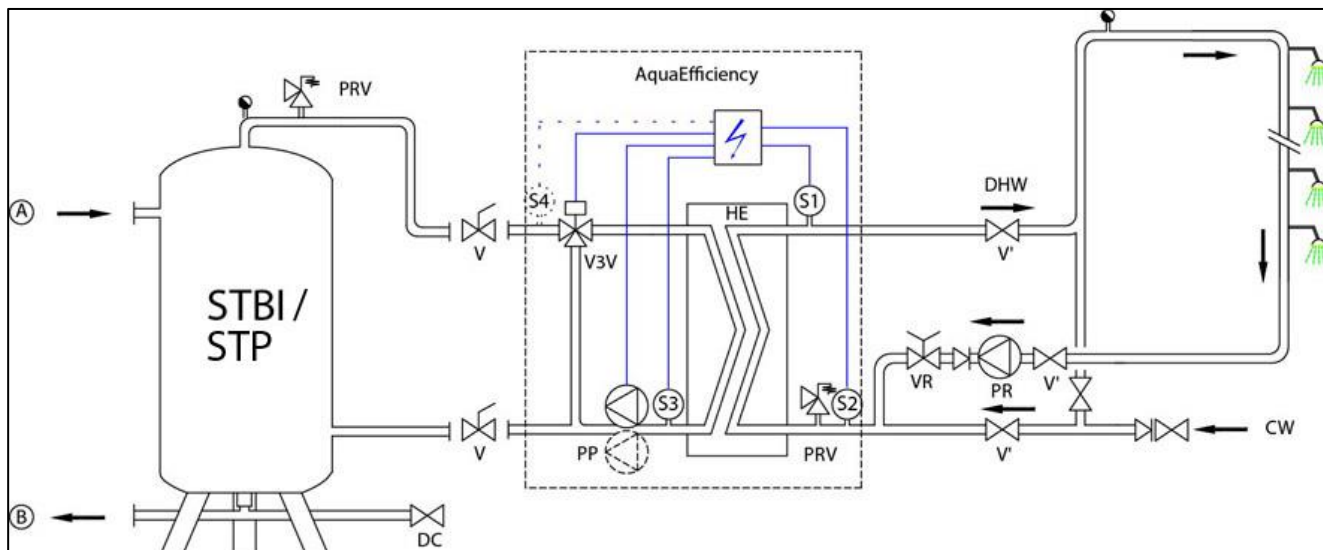 AquaEfficiency
PRV
A
S4
S1
DHW
HE
V
V3V
V'
STBI /
STP
VR
PR
V'
S3
S2
V
PP
PRV
V'
CW
B
DC